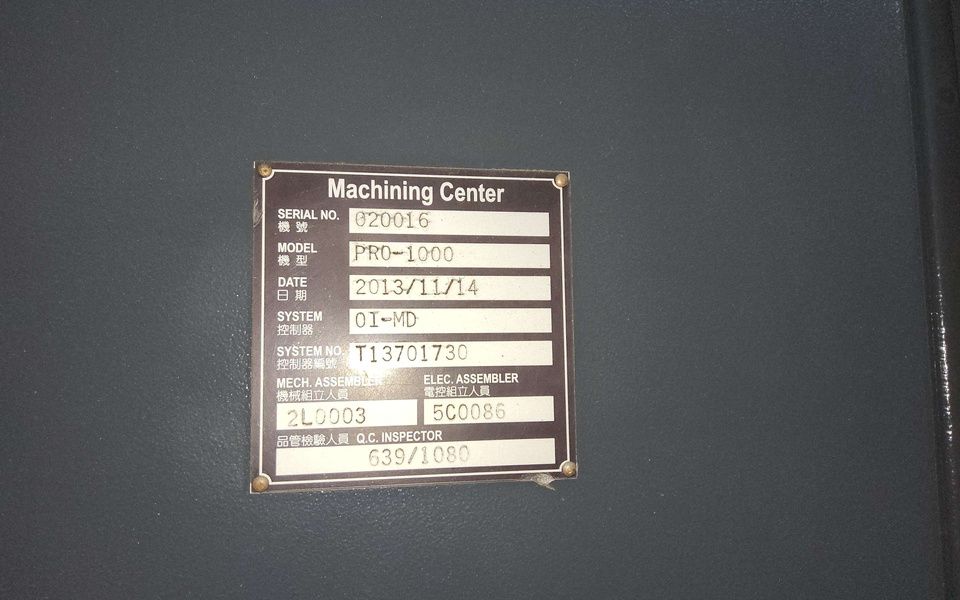 Machining Center
SERIAL NO. 020016
機 號
MODEL PRO-1000
機 型
DATE 2013/11/14
日 期
SYSTEM 0I-MD
控制器
SYSTEM NO. T13701730
控制器編號
MECH. ASSEMBLER ELEC. ASSEMBLER
機械組立人員 電控組立人員
2L0003 5C0086
品管檢驗人員 Q.C. INSPECTOR
639/1080